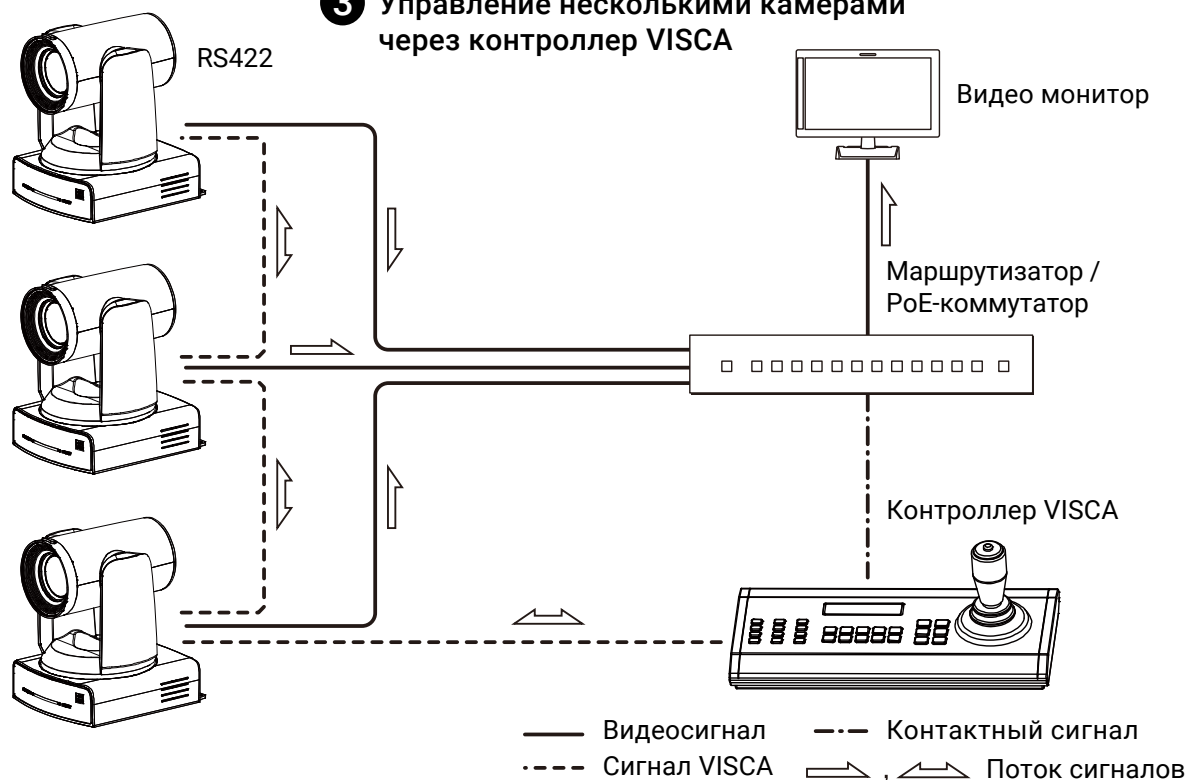 3 Управление несколькими камерами
через контроллер VISCA
RS422
Видео монитор
Маршрутизатор /
PoE-коммутатор
Контроллер VISCA
Видеосигнал
Контактный сигнал
Сигнал VISCA
, Поток сигналов